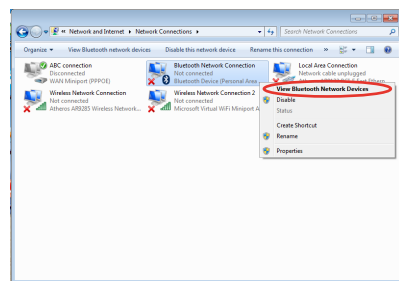 « Network and Internet ▸ Network Connections ▸
Search Network Connections
Organize ▾ View Bluetooth network devices Disable this network device Rename this connection »
ABC connection
Disconnected
WAN Miniport (PPPOE)
Bluetooth Network Connection
Not connected
Bluetooth Device (Personal Area
Local Area Connection
Network cable unplugged
Wireless Network Connection
Not connected
Atheros AR9285 Wireless Network...
Wireless Network Connection 2
Not connected
Microsoft Virtual WiFi Miniport A
View Bluetooth Network Devices
Disable
Status
Create Shortcut
Rename
Properties